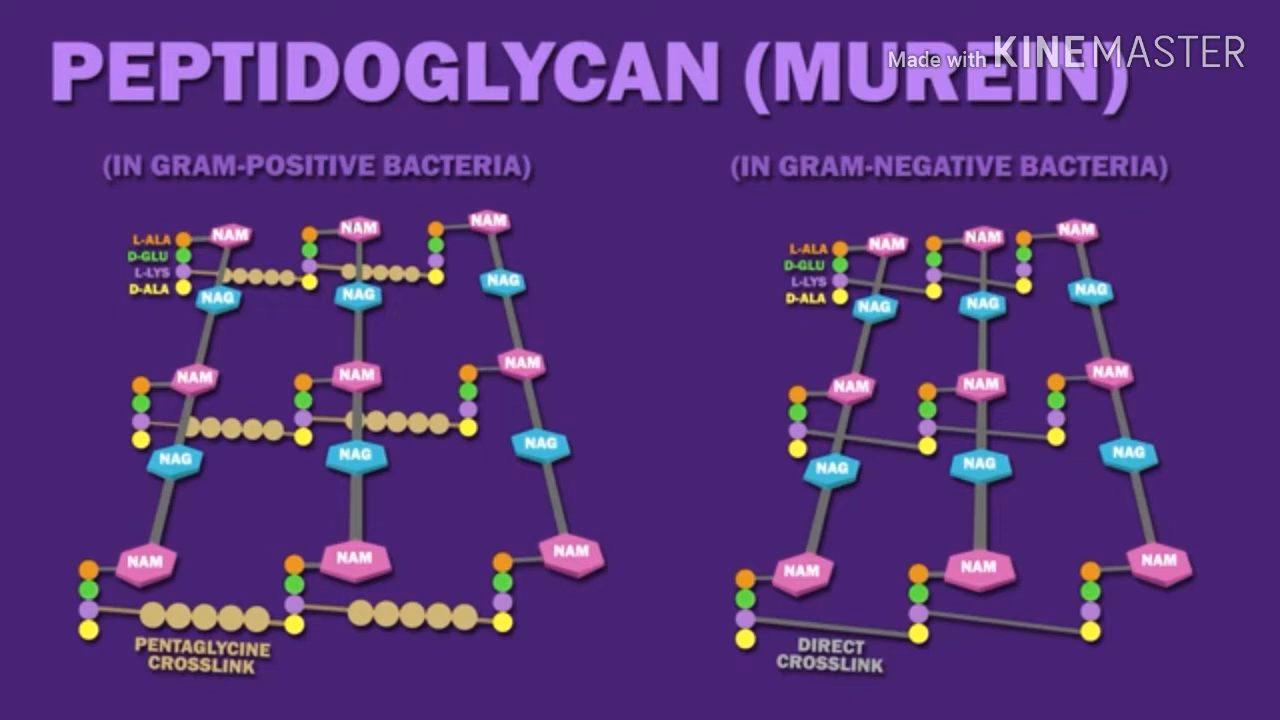 PEPTIDOGLYCAN (MUREIN)
Made with KINEMASTER
(IN GRAM-POSITIVE BACTERIA)
L-ALA
D-GLU
L-LYS
D-ALA
NAM
NAM
NAM
NAG
NAG
NAG
NAM
NAM
NAM
NAG
NAG
NAG
NAM
NAM
NAM
PENTAGLYCINE
CROSSLINK
(IN GRAM-NEGATIVE BACTERIA)
L-ALA
D-GLU
L-LYS
D-ALA
NAM
NAM
NAM
NAG
NAG
NAG
NAM
NAM
NAM
NAG
NAG
NAG
NAM
NAM
NAM
DIRECT
CROSSLINK